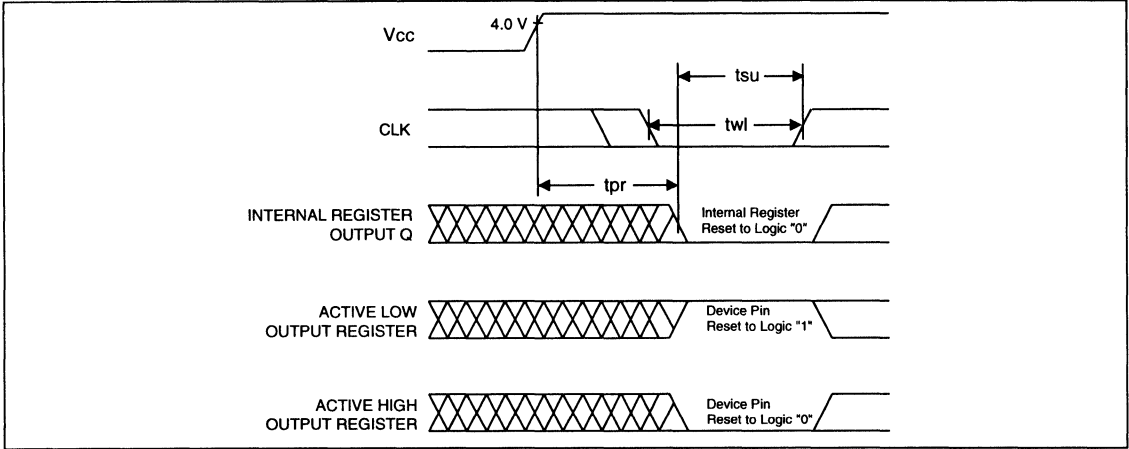 4.0 V
Vcc
tsu
CLK
twl
tpr
INTERNAL REGISTER
OUTPUT Q
Internal Register
Reset to Logic "0"
ACTIVE LOW
OUTPUT REGISTER
Device Pin
Reset to Logic "1"
ACTIVE HIGH
OUTPUT REGISTER
Device Pin
Reset to Logic "0"